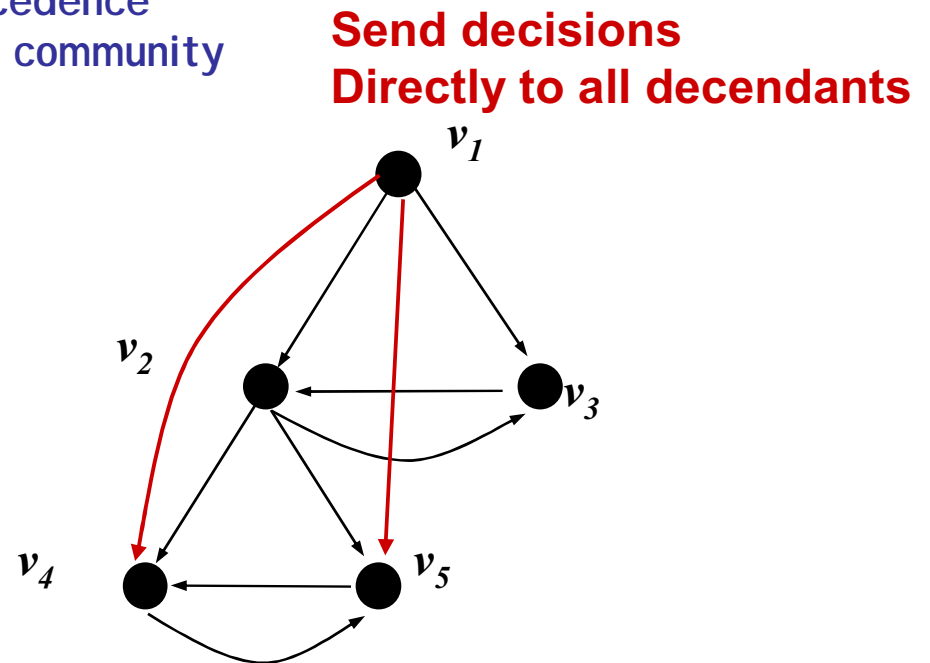 community
Send decisions
Directly to all decendants
v1
v2
v3
v4
v5